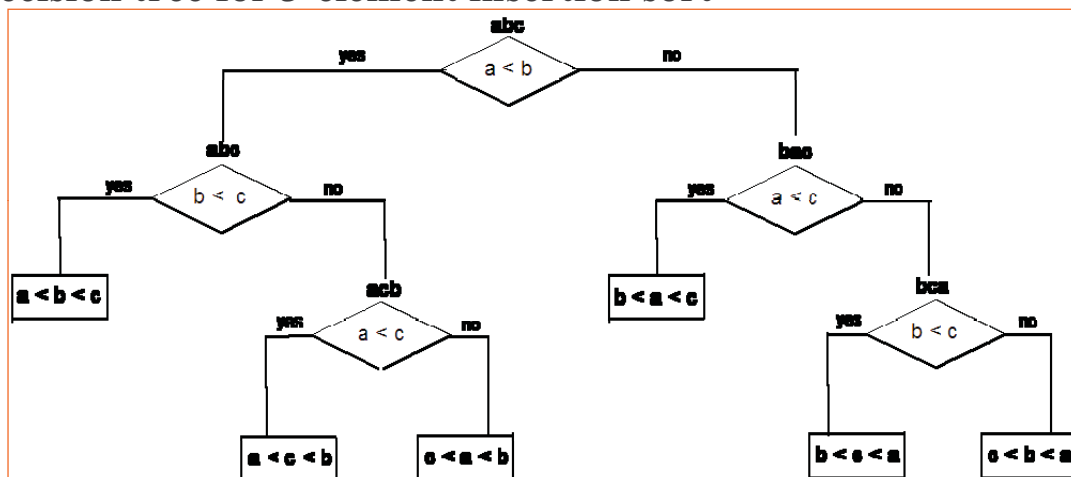 decision tree for 3-element insertion sort
abc
yes
a < b
no
abc
bac
yes
b < c
no
yes
a < c
no
a < b < c
acb
b < a < c
bca
yes
a < c
no
yes
b < c
no
a < c < b
c < a < b
b < c < a
c < b < a